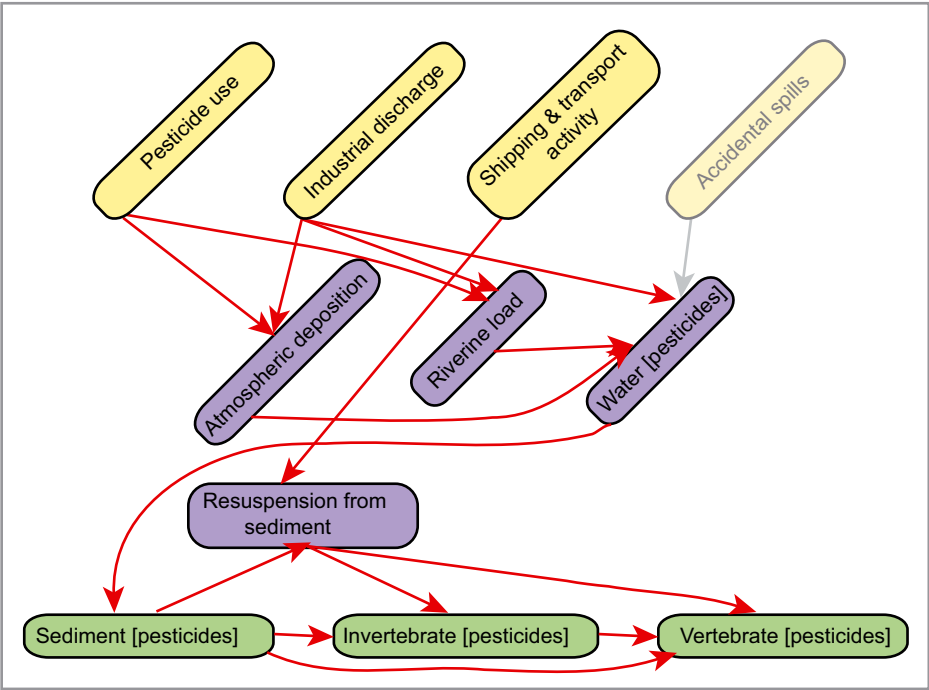 Pesticide use
Industrial discharge
Shipping & transport
activity
Accidental spills
Atmospheric deposition
Riverine load
Water [pesticides]
Resuspension from
sediment
Sediment [pesticides]
Invertebrate [pesticides]
Vertebrate [pesticides]